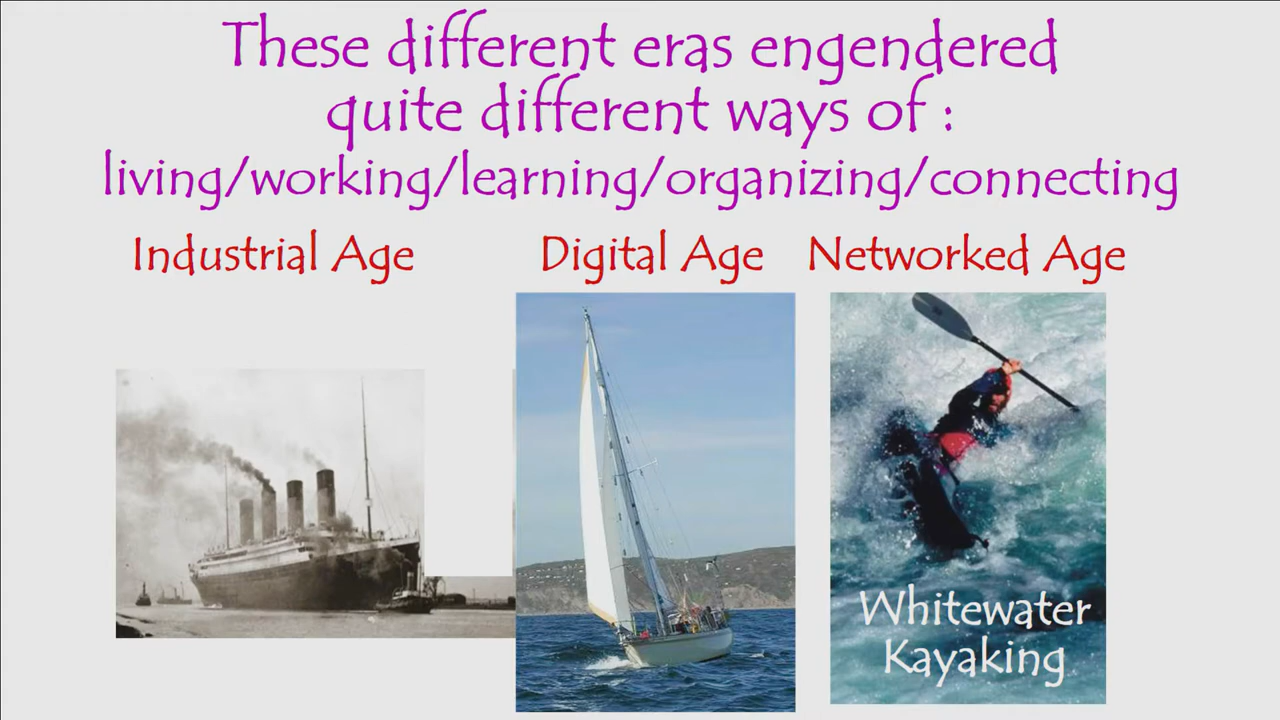 These different eras engendered
quite different ways of :
living/working/learning/organizing/connecting
Industrial Age
Digital Age
Networked Age
Whitewater
Kayaking